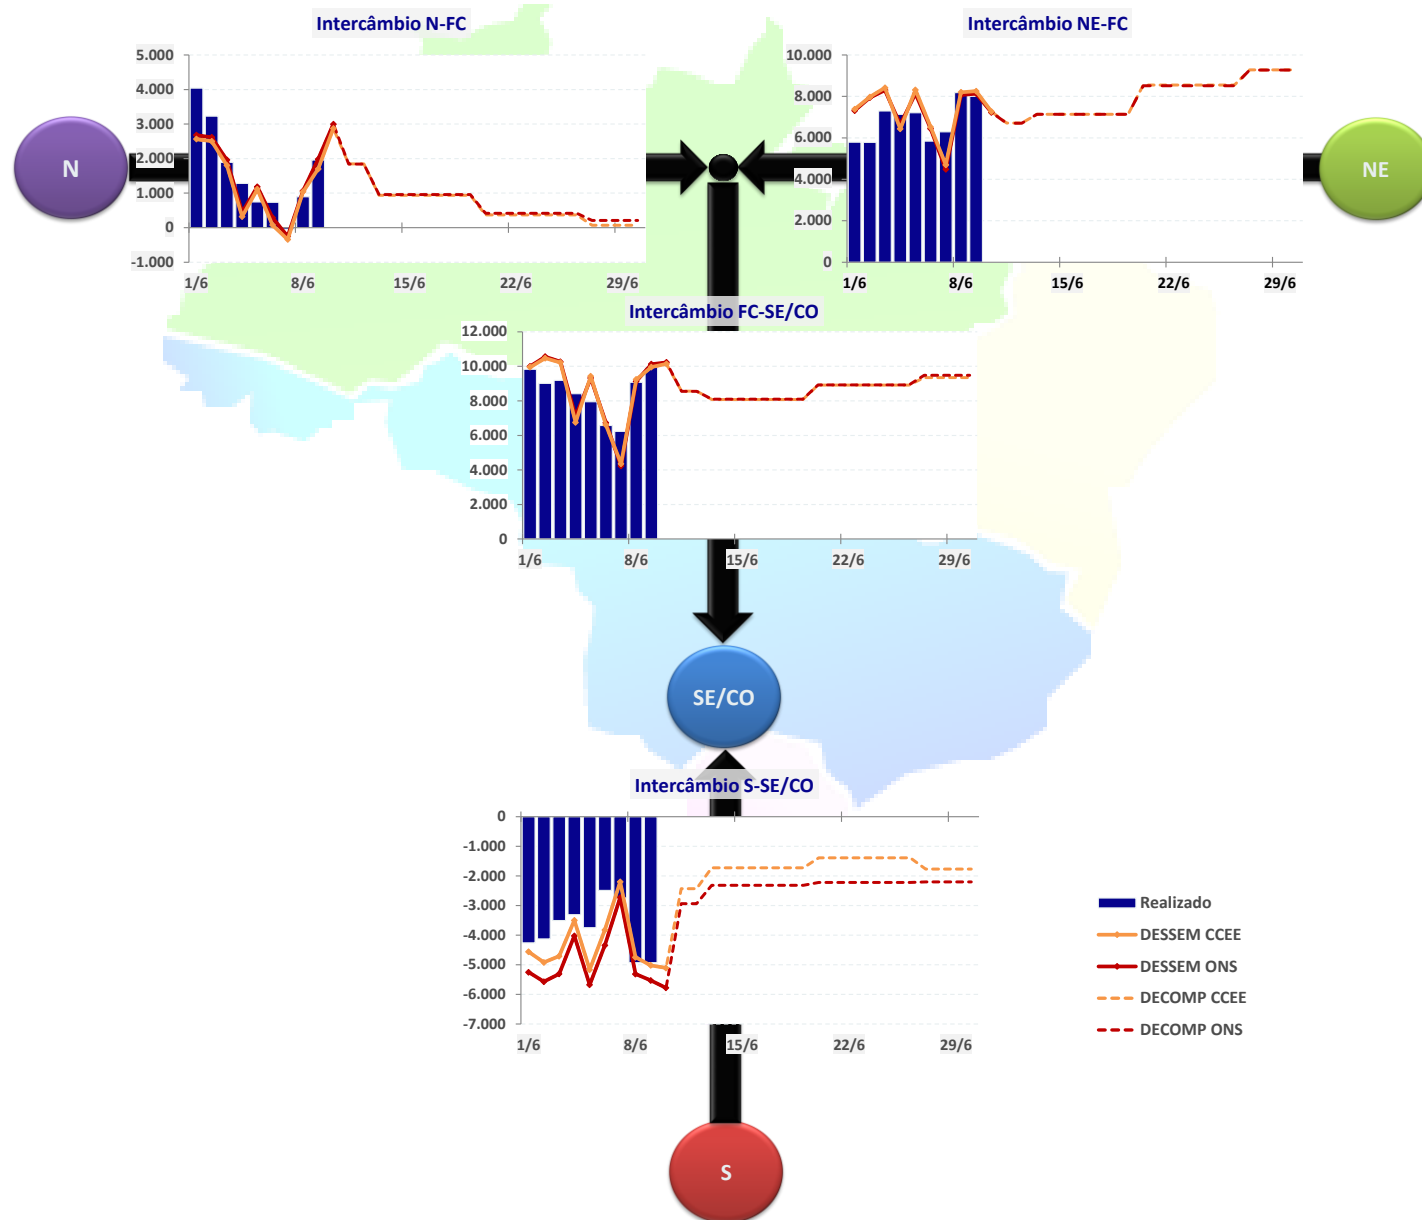 Intercâmbio N-FC
5.000
4.000
3.000
2.000
1.000
0
-1.000
1/6 8/6 15/6 22/6 29/6
Intercâmbio NE-FC
10.000
8.000
6.000
4.000
2.000
0
1/6 8/6 15/6 22/6 29/6
N
NE
Intercâmbio FC-SE/CO
12.000
10.000
8.000
6.000
4.000
2.000
0
1/6 8/6 15/6 22/6 29/6
SE/CO
Intercâmbio S-SE/CO
0
-1.000
-2.000
-3.000
-4.000
-5.000
-6.000
-7.000
1/6 8/6 15/6 22/6 29/6
Realizado
DESSEM CCEE
DESSEM ONS
DECOMP CCEE
DECOMP ONS
S